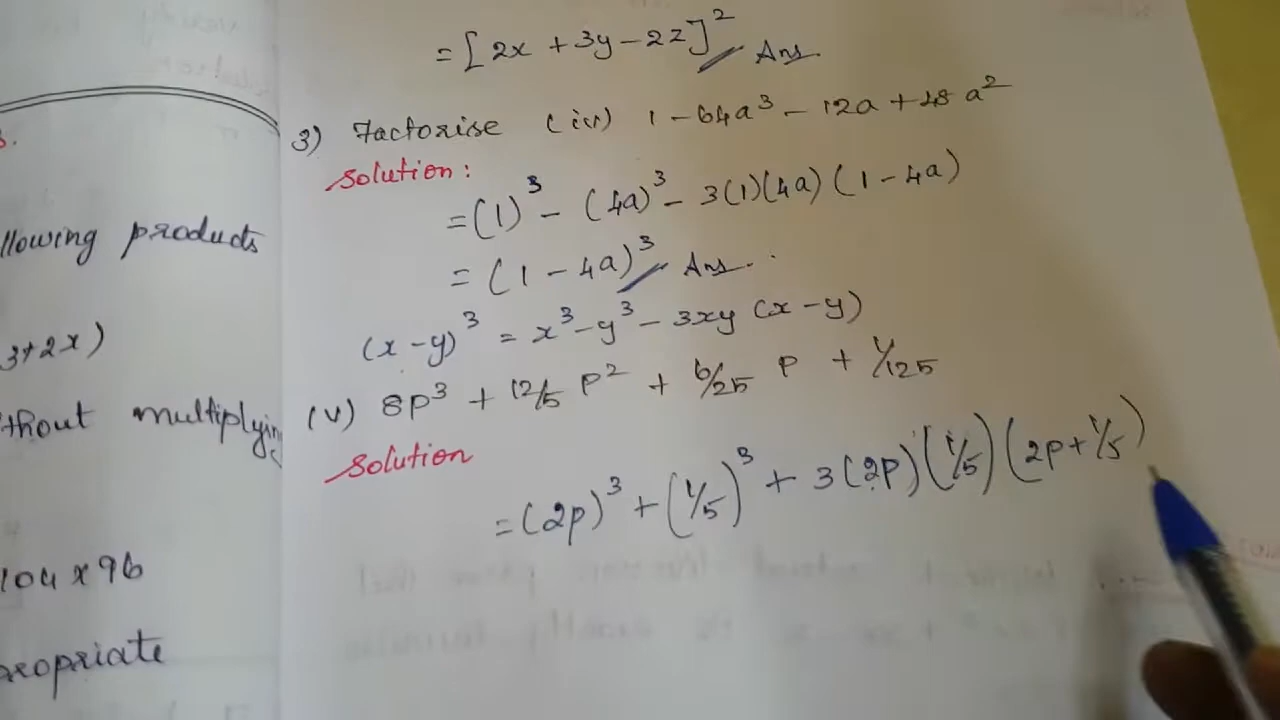 = [2x + 3y - 2z]² Ans
3) Factorise (iv) 1 - 64a³ - 12a + 48a²
Solution:
= (1)³ - (4a)³ - 3(1)(4a)(1 - 4a)
= (1 - 4a)³ Ans.
(x - y)³ = x³ - y³ - 3xy (x - y)
(v) 8p³ + 12/5 p² + 6/25 p + 1/125
Solution
= (2p)³ + (1/5)³ + 3(2p)(1/5)(2p + 1/5)
llowing products
3+2x)
thout multiplying
104 x 96
ropriate